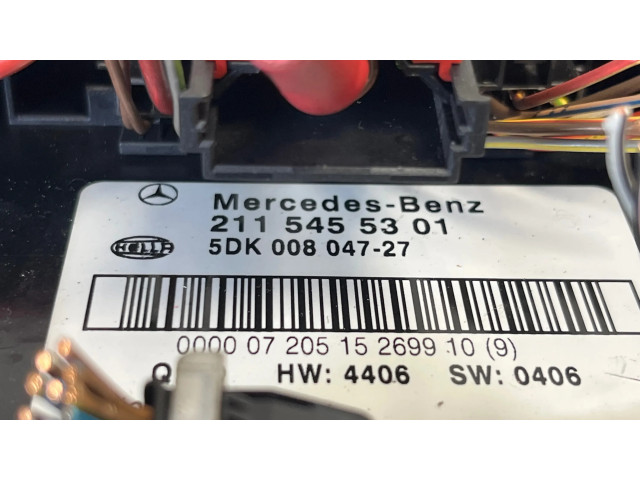 Mercedes-Benz
211 545 53 01
HELLA
5DK 008 047-27
0000 07 205 15 2699 10 (9)
Q HW: 4406 SW: 0406